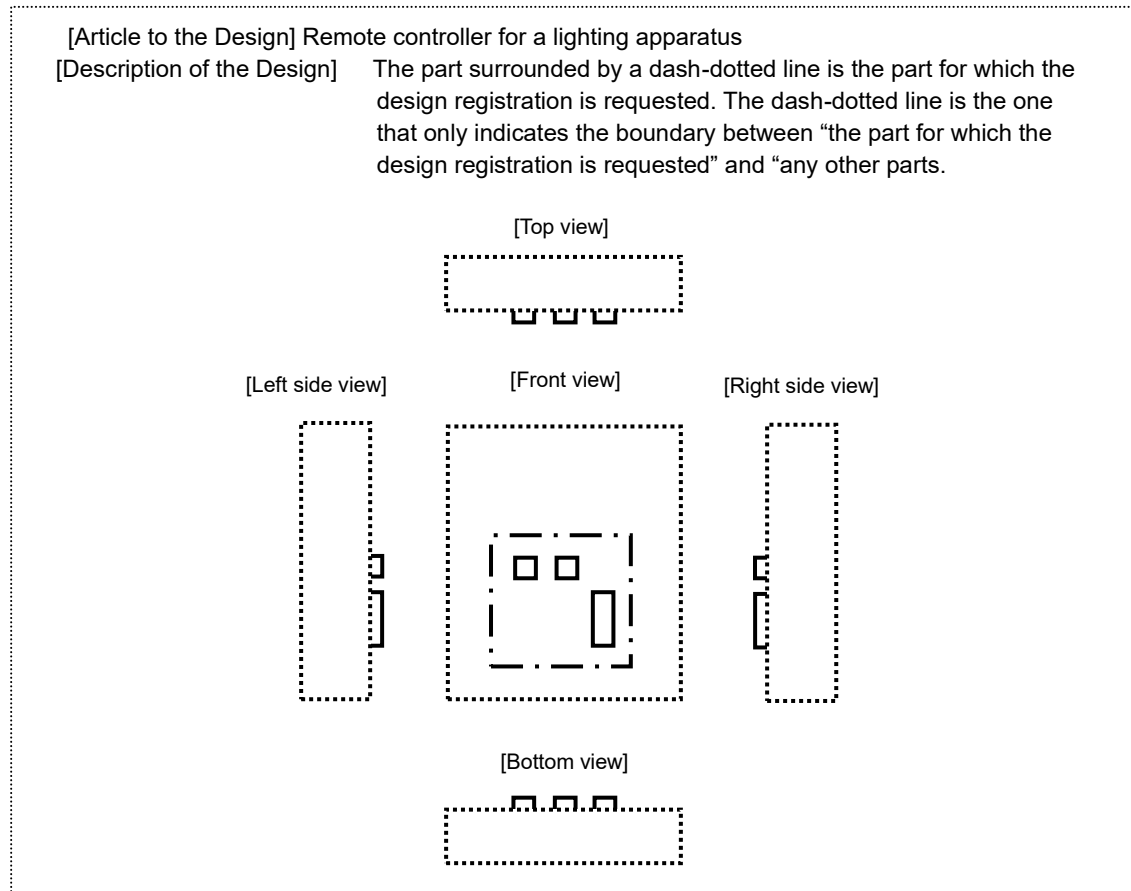 [Article to the Design] Remote controller for a lighting apparatus
[Description of the Design] The part surrounded by a dash-dotted line is the part for which the
design registration is requested. The dash-dotted line is the one
that only indicates the boundary between “the part for which the
design registration is requested” and “any other parts.
[Top view]
[Left side view] [Front view] [Right side view]
[Bottom view]